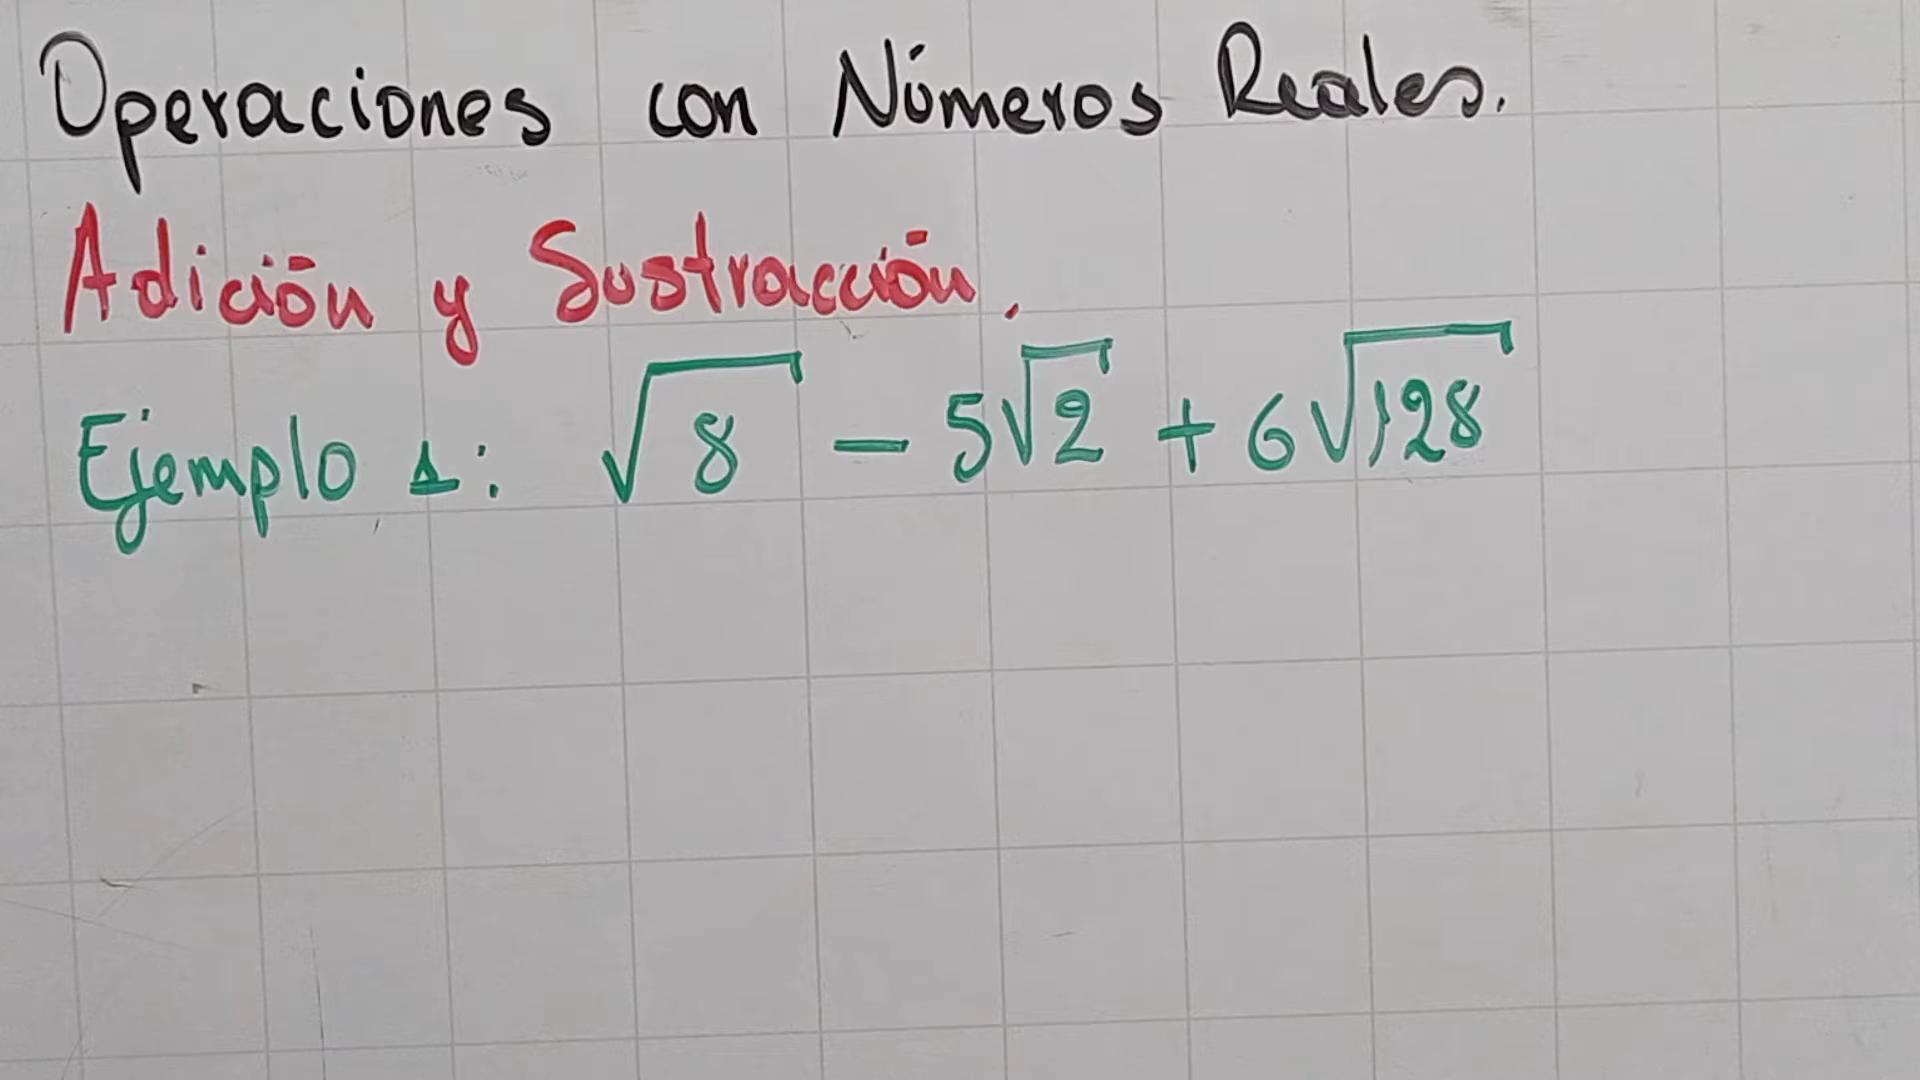 Operaciones con Números Reales.
Adición y Sustracción.
Ejemplo 1: √8 - 5√2 + 6√128